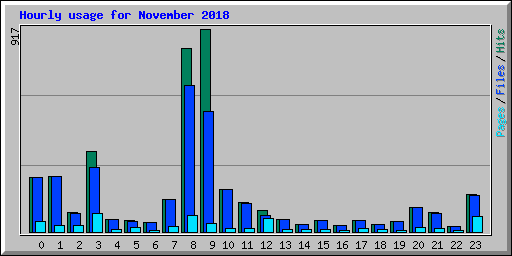 Hourly usage for November 2018
917
Pages/Files/Hits
0 1 2 3 4 5 6 7 8 9 10 11 12 13 14 15 16 17 18 19 20 21 22 23